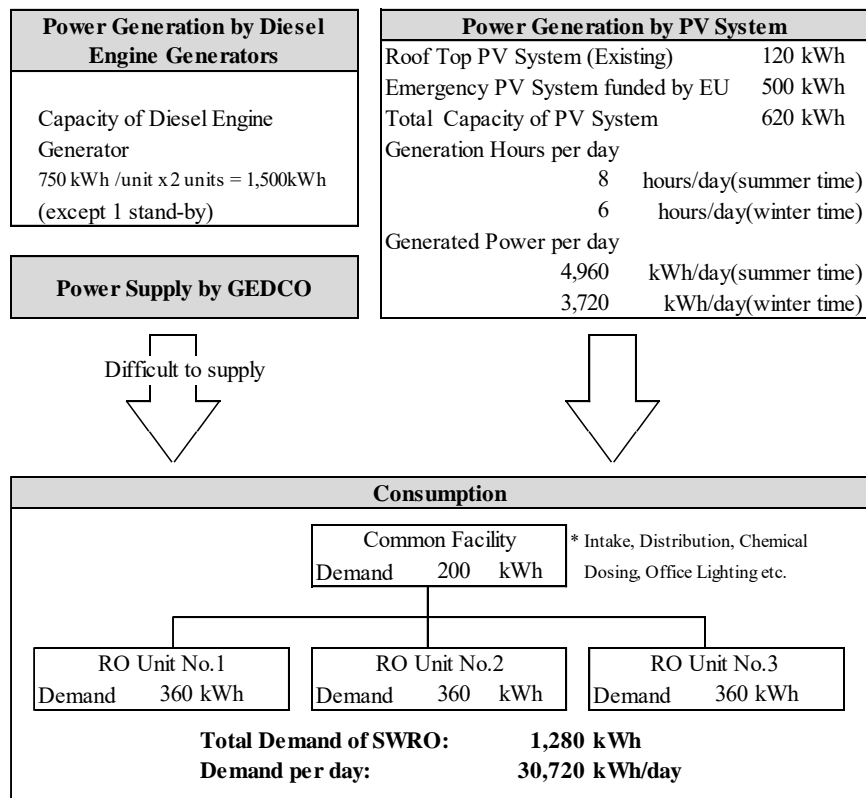 Power Generation by Diesel
Engine Generators
Capacity of Diesel Engine
Generator
750 kWh /unit x 2 units = 1,500kWh
(except 1 stand-by)
Power Supply by GEDCO
Power Generation by PV System
Roof Top PV System (Existing) 120 kWh
Emergency PV System funded by EU 500 kWh
Total Capacity of PV System 620 kWh
Generation Hours per day
8 hours/day(summer time)
6 hours/day(winter time)
Generated Power per day
4,960 kWh/day(summer time)
3,720 kWh/day(winter time)
Difficult to supply
Consumption
Common Facility
Demand 200 kWh
* Intake, Distribution, Chemical
Dosing, Office Lighting etc.
RO Unit No.1
Demand 360 kWh
RO Unit No.2
Demand 360 kWh
RO Unit No.3
Demand 360 kWh
Total Demand of SWRO: 1,280 kWh
Demand per day: 30,720 kWh/day